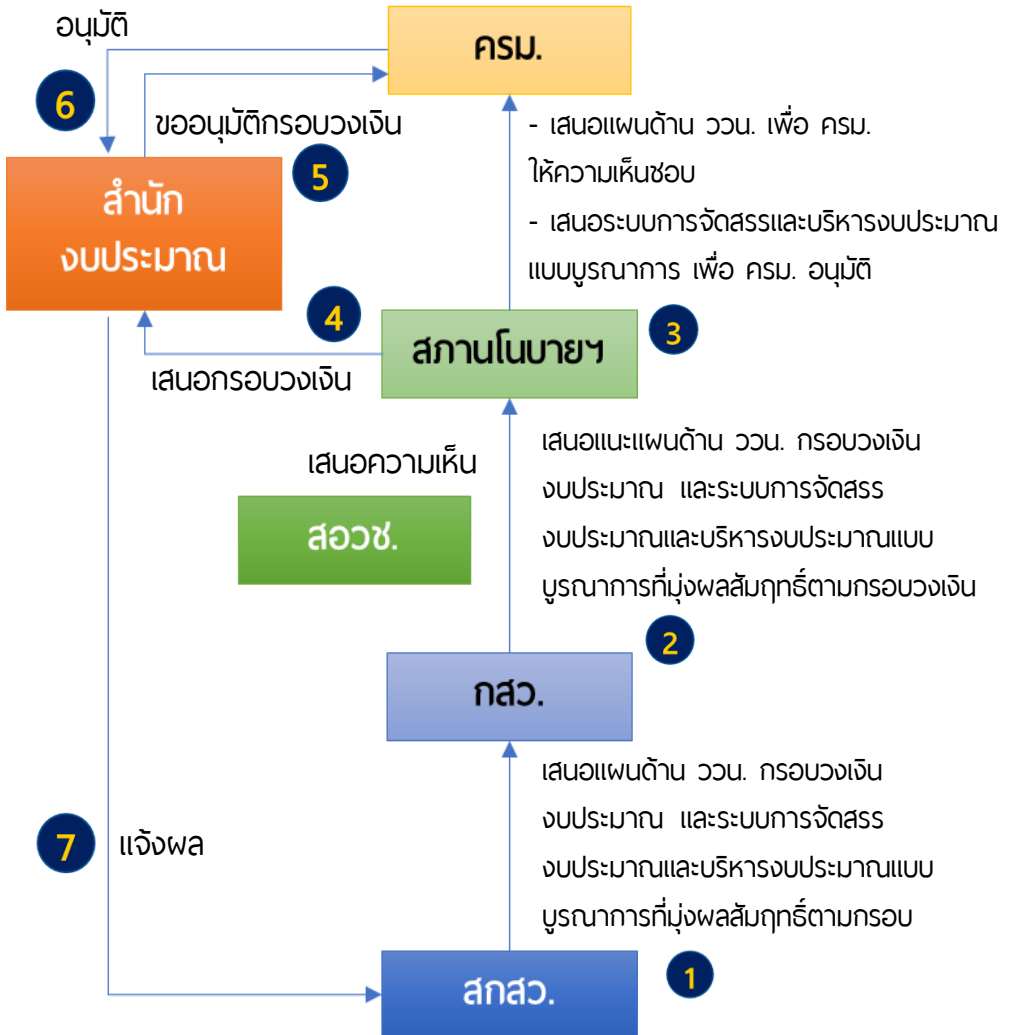 อนุมัติ
ครม.
6
ขออนุมัติกรอบวงเงิน
5
สำนัก
งบประมาณ
- เสนอแผนด้าน ววน. เพื่อ ครม.
ให้ความเห็นชอบ
- เสนอระบบการจัดสรรและบริหารงบประมาณ
แบบบูรณาการ เพื่อ ครม. อนุมัติ
4
สภานโนบายฯ
3
เสนอกรอบวงเงิน
เสนอความเห็น
สอวช.
เสนอแนะแผนด้าน ววน. กรอบวงเงิน
งบประมาณ และระบบการจัดสรร
งบประมาณและบริหารงบประมาณแบบ
บูรณาการที่มุ่งผลสัมฤทธิ์ตามกรอบวงเงิน
2
กสว.
เสนอแผนด้าน ววน. กรอบวงเงิน
งบประมาณ และระบบการจัดสรร
งบประมาณและบริหารงบประมาณแบบ
บูรณาการที่มุ่งผลสัมฤทธิ์ตามกรอบ
7
แจ้งผล
สกสว.
1